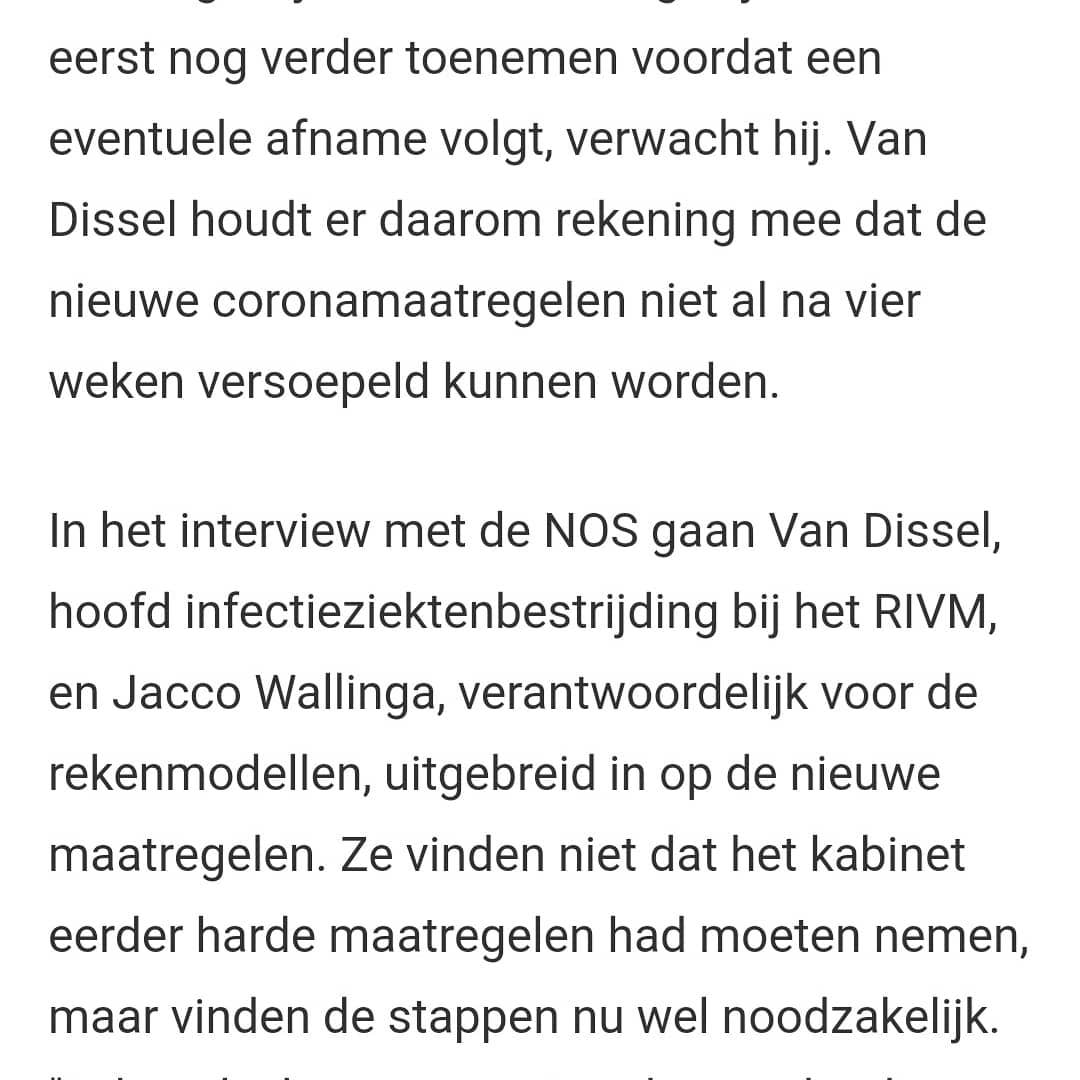 eerst nog verder toenemen voordat een
eventuele afname volgt, verwacht hij. Van
Dissel houdt er daarom rekening mee dat de
nieuwe coronamaatregelen niet al na vier
weken versoepeld kunnen worden.
In het interview met de NOS gaan Van Dissel,
hoofd infectieziektenbestrijding bij het RIVM,
en Jacco Wallinga, verantwoordelijk voor de
rekenmodellen, uitgebreid in op de nieuwe
maatregelen. Ze vinden niet dat het kabinet
eerder harde maatregelen had moeten nemen,
maar vinden de stappen nu wel noodzakelijk.